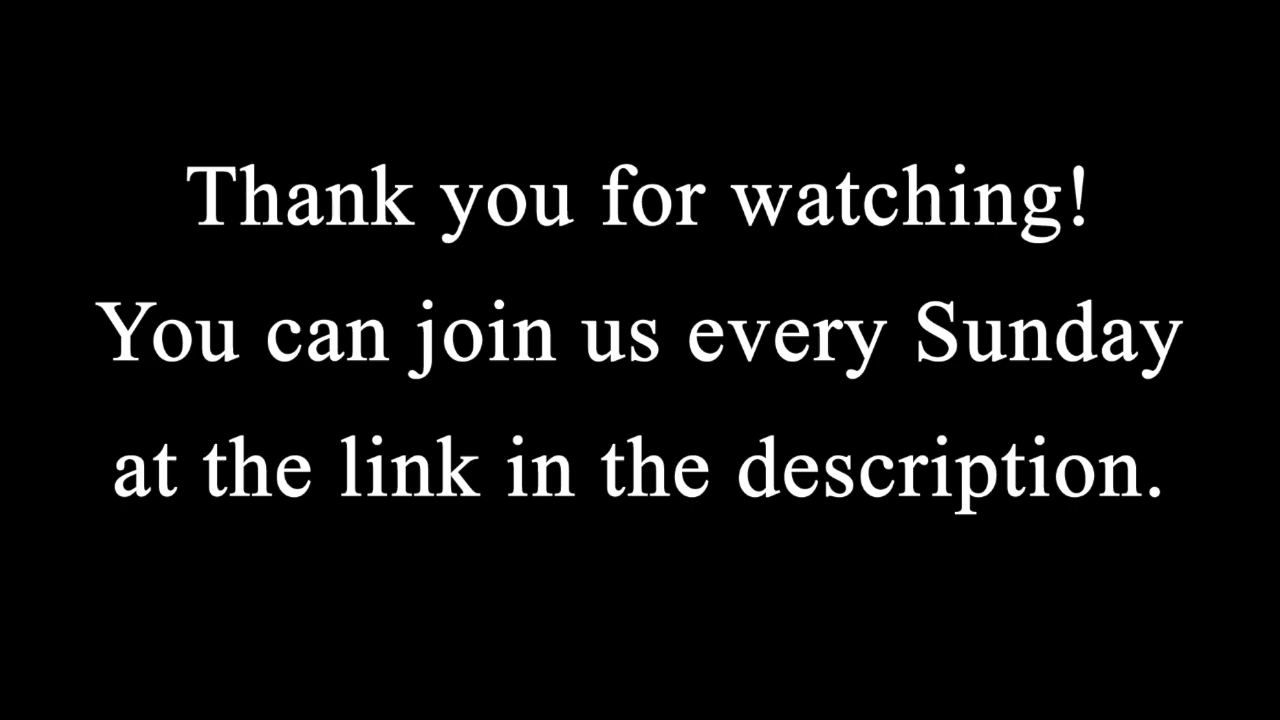 Thank you for watching!
You can join us every Sunday
at the link in the description.